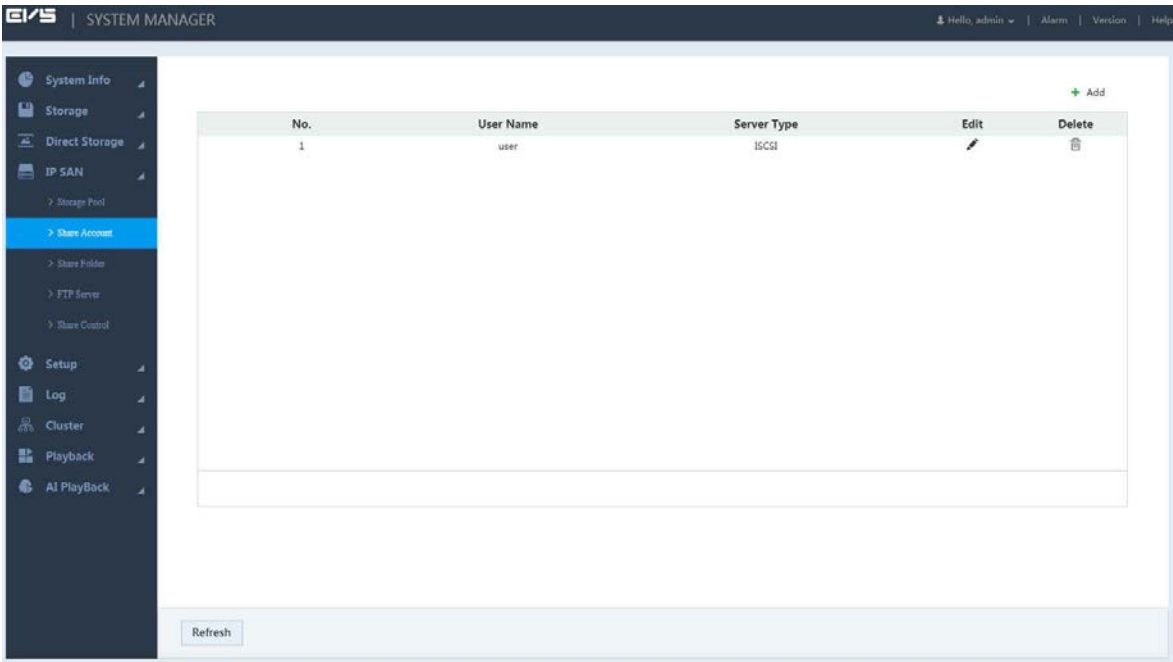 EVS | SYSTEM MANAGER
Hello, admin | Alarm | Version | Help
System Info
Storage
Direct Storage
IP SAN
> Storage Pool
> Share Account
> Share Folder
> FTP Server
> Share Control
Setup
Log
Cluster
Playback
AI PlayBack
+ Add
No. User Name Server Type Edit Delete
1 user ISCSI
Refresh